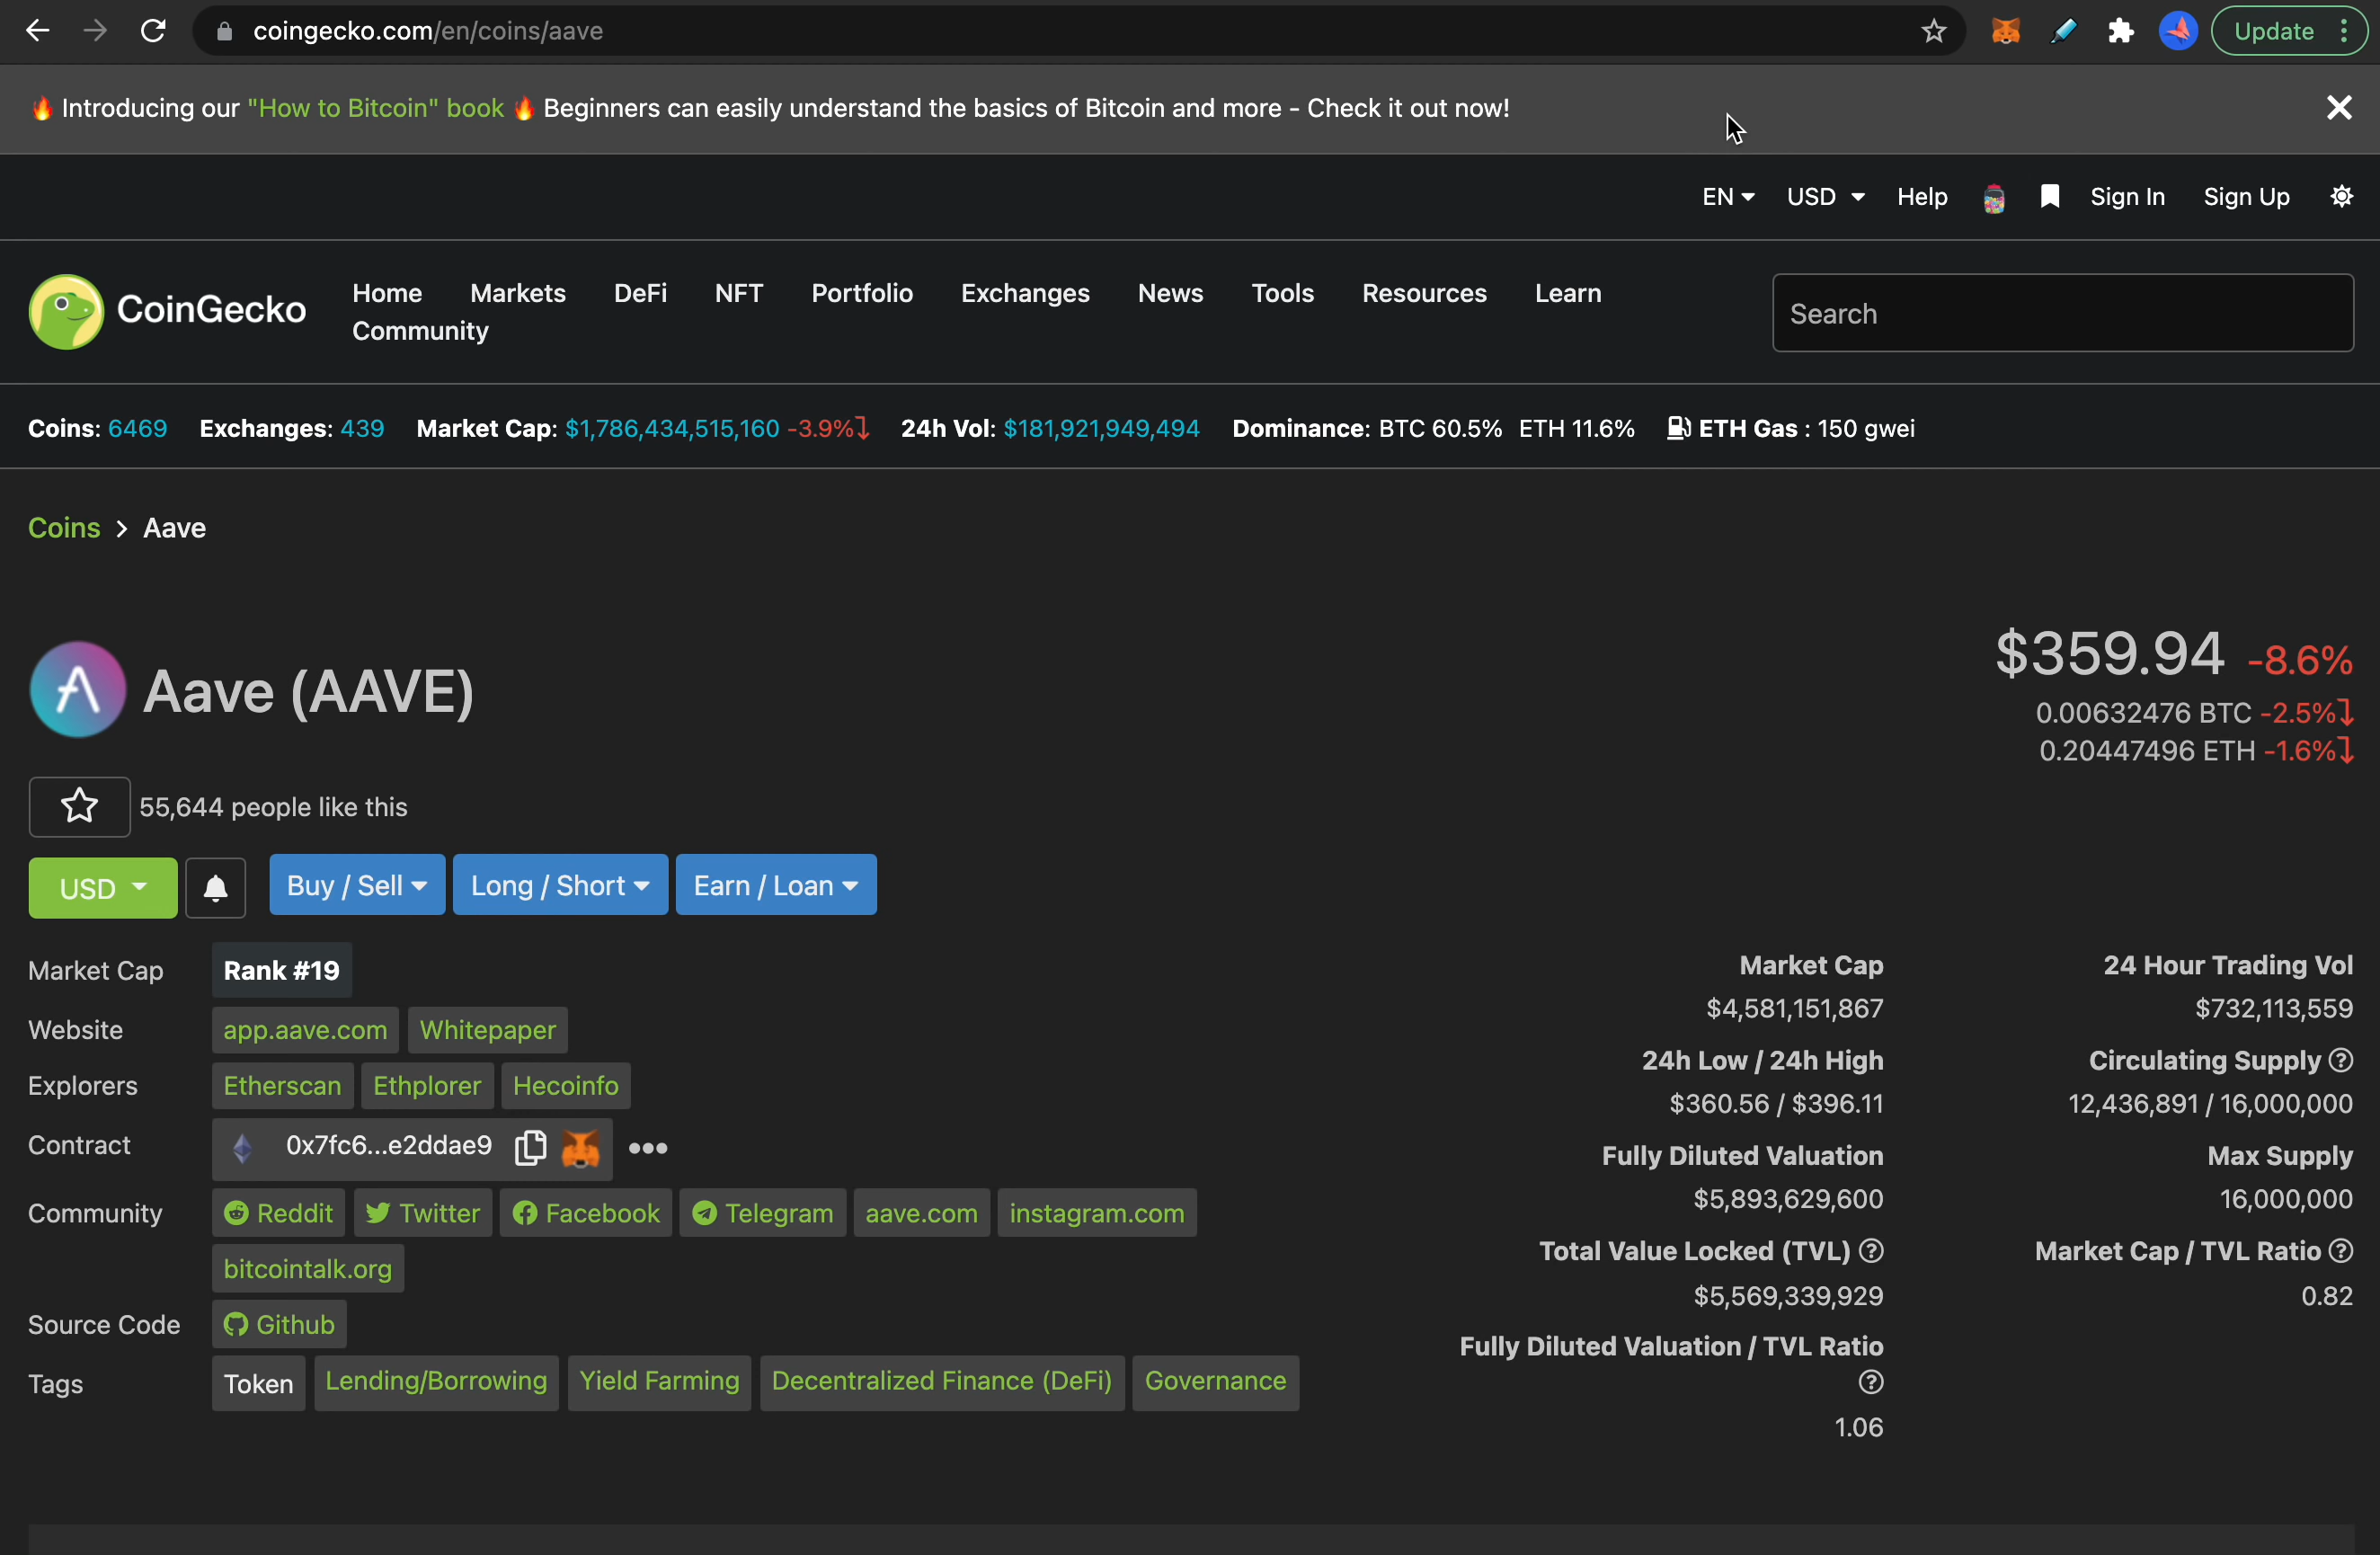 coingecko.com/en/coins/aave
Update
Introducing our "How to Bitcoin" book Beginners can easily understand the basics of Bitcoin and more - Check it out now!
EN USD Help Sign In Sign Up
CoinGecko
Home Markets DeFi NFT Portfolio Exchanges News Tools Resources Learn
Community
Search
Coins: 6469 Exchanges: 439 Market Cap: $1,786,434,515,160 -3.9% 24h Vol: $181,921,949,494 Dominance: BTC 60.5% ETH 11.6% ETH Gas : 150 gwei
Coins > Aave
Aave (AAVE)
$359.94 -8.6%
0.00632476 BTC -2.5%
0.20447496 ETH -1.6%
55,644 people like this
USD Buy / Sell Long / Short Earn / Loan
Market Cap Rank #19
Website app.aave.com Whitepaper
Explorers Etherscan Ethplorer Hecoinfo
Contract 0x7fc6...e2ddae9
Community Reddit Twitter Facebook Telegram aave.com instagram.com
bitcointalk.org
Source Code Github
Tags Token Lending/Borrowing Yield Farming Decentralized Finance (DeFi) Governance
Market Cap
$4,581,151,867
24h Low / 24h High
$360.56 / $396.11
Fully Diluted Valuation
$5,893,629,600
Total Value Locked (TVL)
$5,569,339,929
Fully Diluted Valuation / TVL Ratio
1.06
24 Hour Trading Vol
$732,113,559
Circulating Supply
12,436,891 / 16,000,000
Max Supply
16,000,000
Market Cap / TVL Ratio
0.82